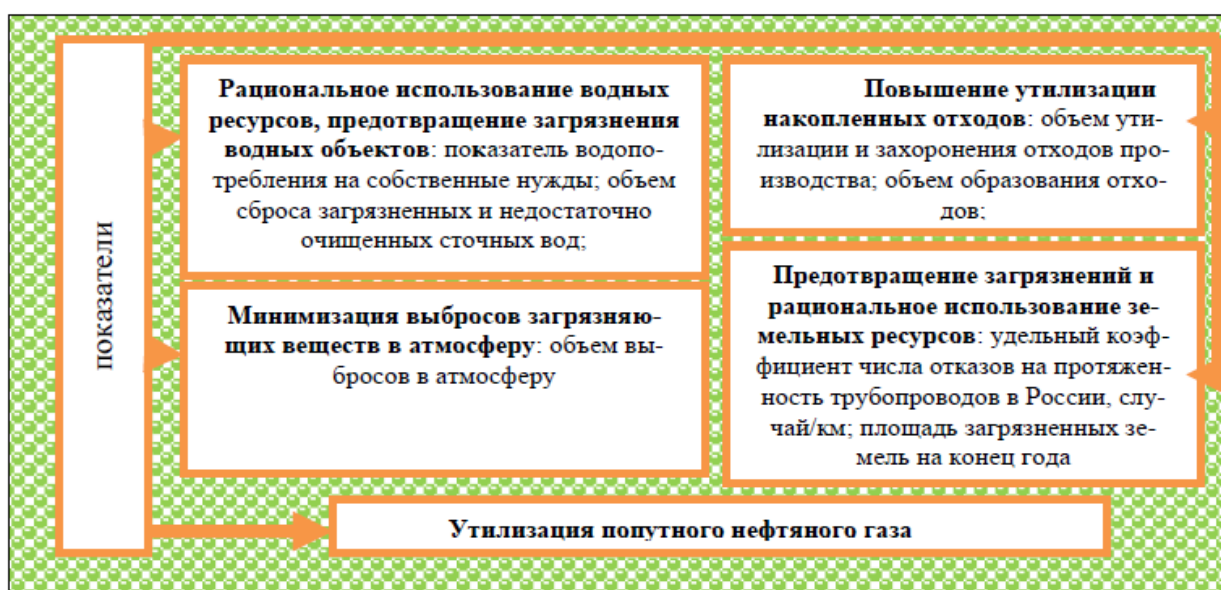 показатели
Рациональное использование водных
ресурсов, предотвращение загрязнения
водных объектов: показатель водопо-
требления на собственные нужды; объем
сброса загрязненных и недостаточно
очищенных сточных вод;
Минимизация выбросов загрязняю-
щих веществ в атмосферу: объем вы-
бросов в атмосферу
Повышение утилизации
накопленных отходов: объем ути-
лизации и захоронения отходов про-
изводства; объем образования отхо-
дов;
Предотвращение загрязнений и
рациональное использование зе-
мельных ресурсов: удельный коэф-
фициент числа отказов на протяжен-
ность трубопроводов в России, слу-
чай/км; площадь загрязненных зе-
мель на конец года
Утилизация попутного нефтяного газа